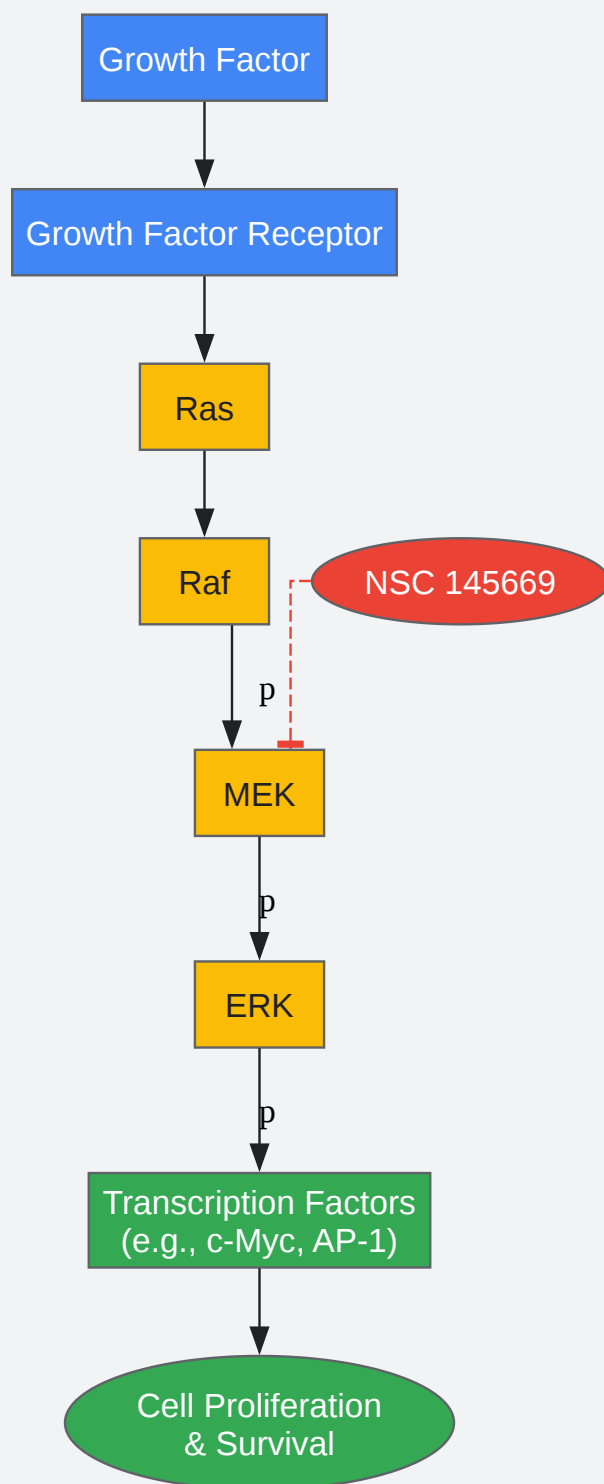 Growth Factor
Growth Factor Receptor
Ras
Raf
NSC 145669
p
MEK
p
ERK
p
Transcription Factors
(e.g., c-Myc, AP-1)
Cell Proliferation
& Survival